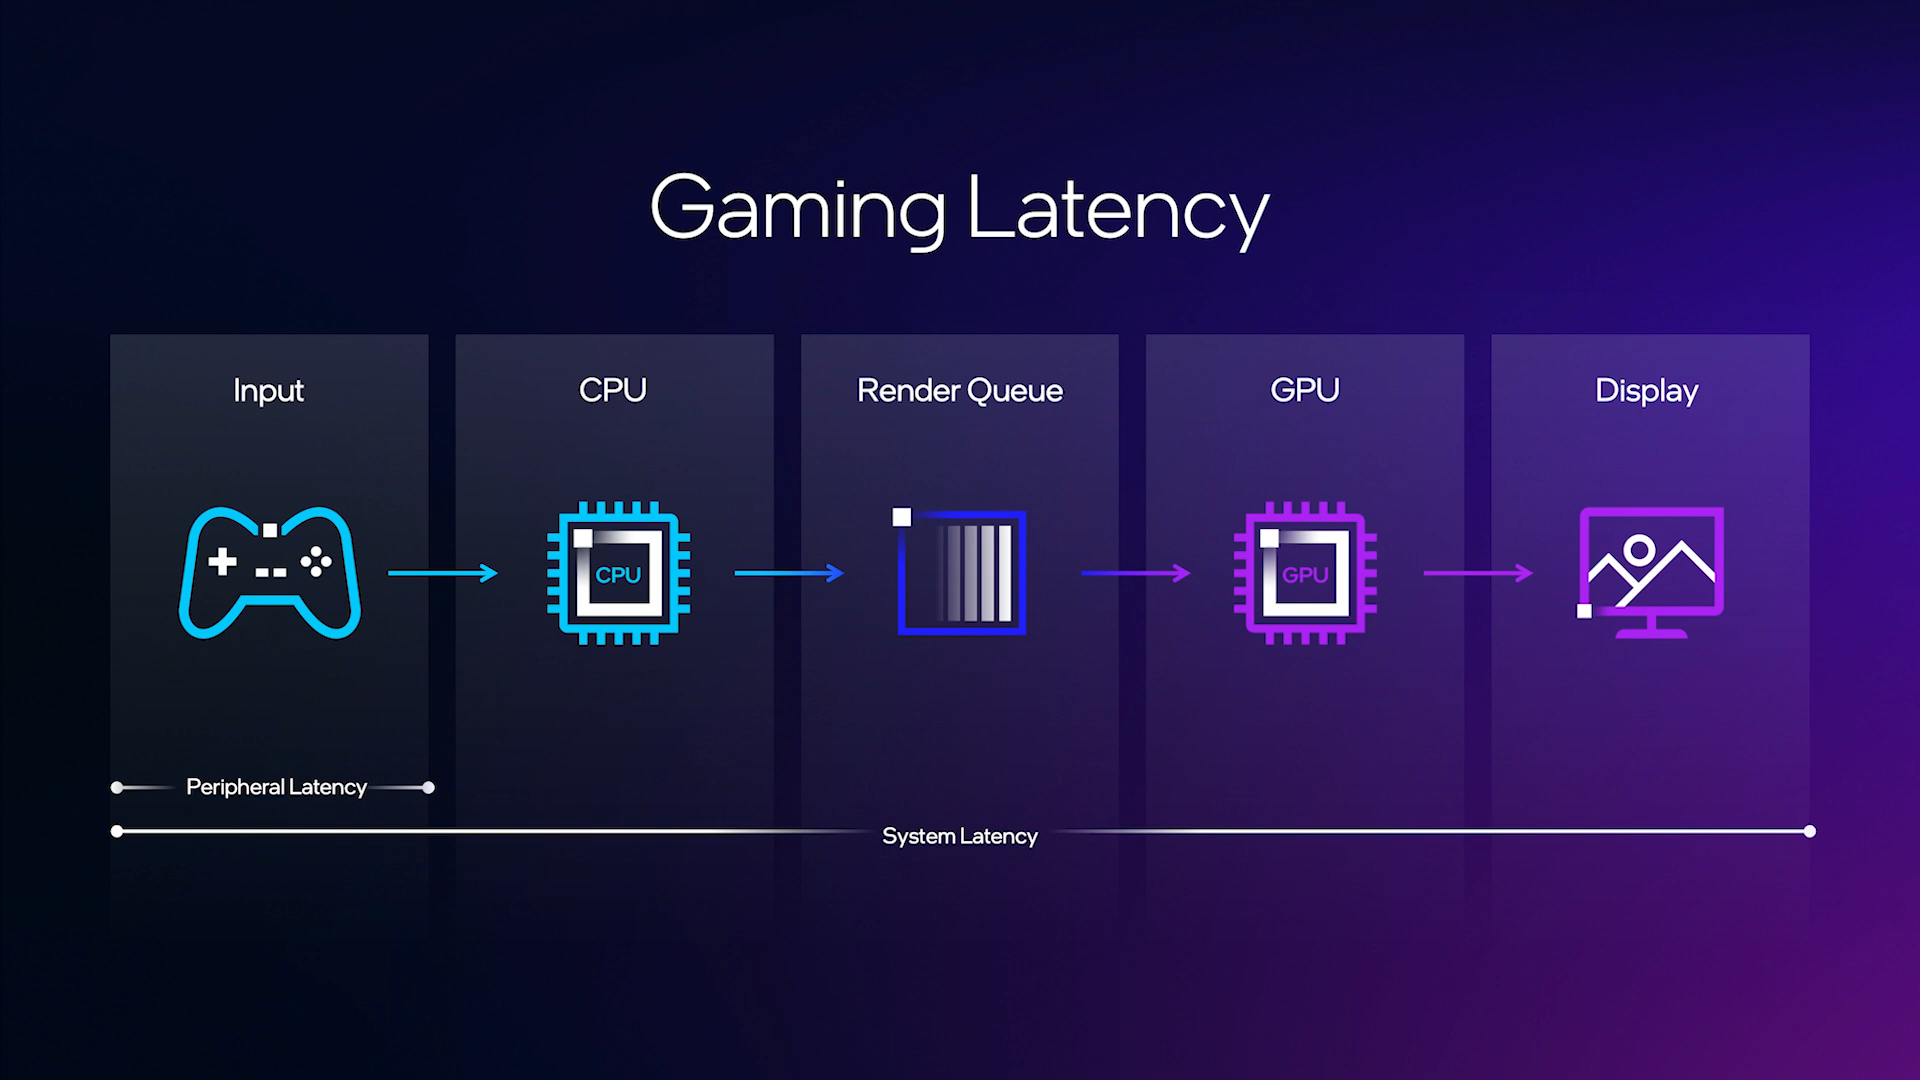 Gaming Latency
Input
CPU
Render Queue
GPU
Display
CPU
GPU
Peripheral Latency
System Latency